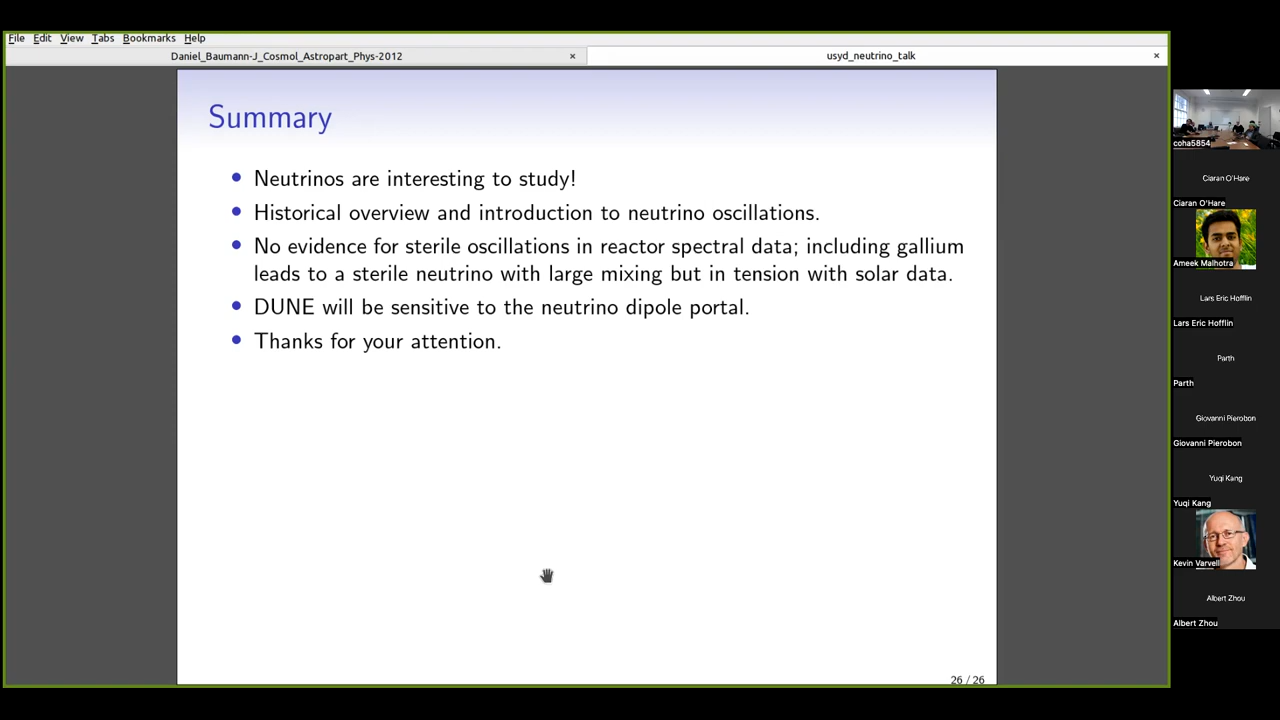 File Edit View Tabs Bookmarks Help
Daniel_Baumann-J_Cosmol_Astropart_Phys-2012 × usyd_neutrino_talk ×
Summary
• Neutrinos are interesting to study!
• Historical overview and introduction to neutrino oscillations.
• No evidence for sterile oscillations in reactor spectral data; including gallium
leads to a sterile neutrino with large mixing but in tension with solar data.
• DUNE will be sensitive to the neutrino dipole portal.
• Thanks for your attention.
26 / 26
coha5854
Ciaran O'Hare
Ciaran O'Hare
Ameek Malhotra
Lars Eric Hofflin
Lars Eric Hofflin
Parth
Parth
Giovanni Pierobon
Giovanni Pierobon
Yuqi Kang
Yuqi Kang
Kevin Varvell
Albert Zhou
Albert Zhou